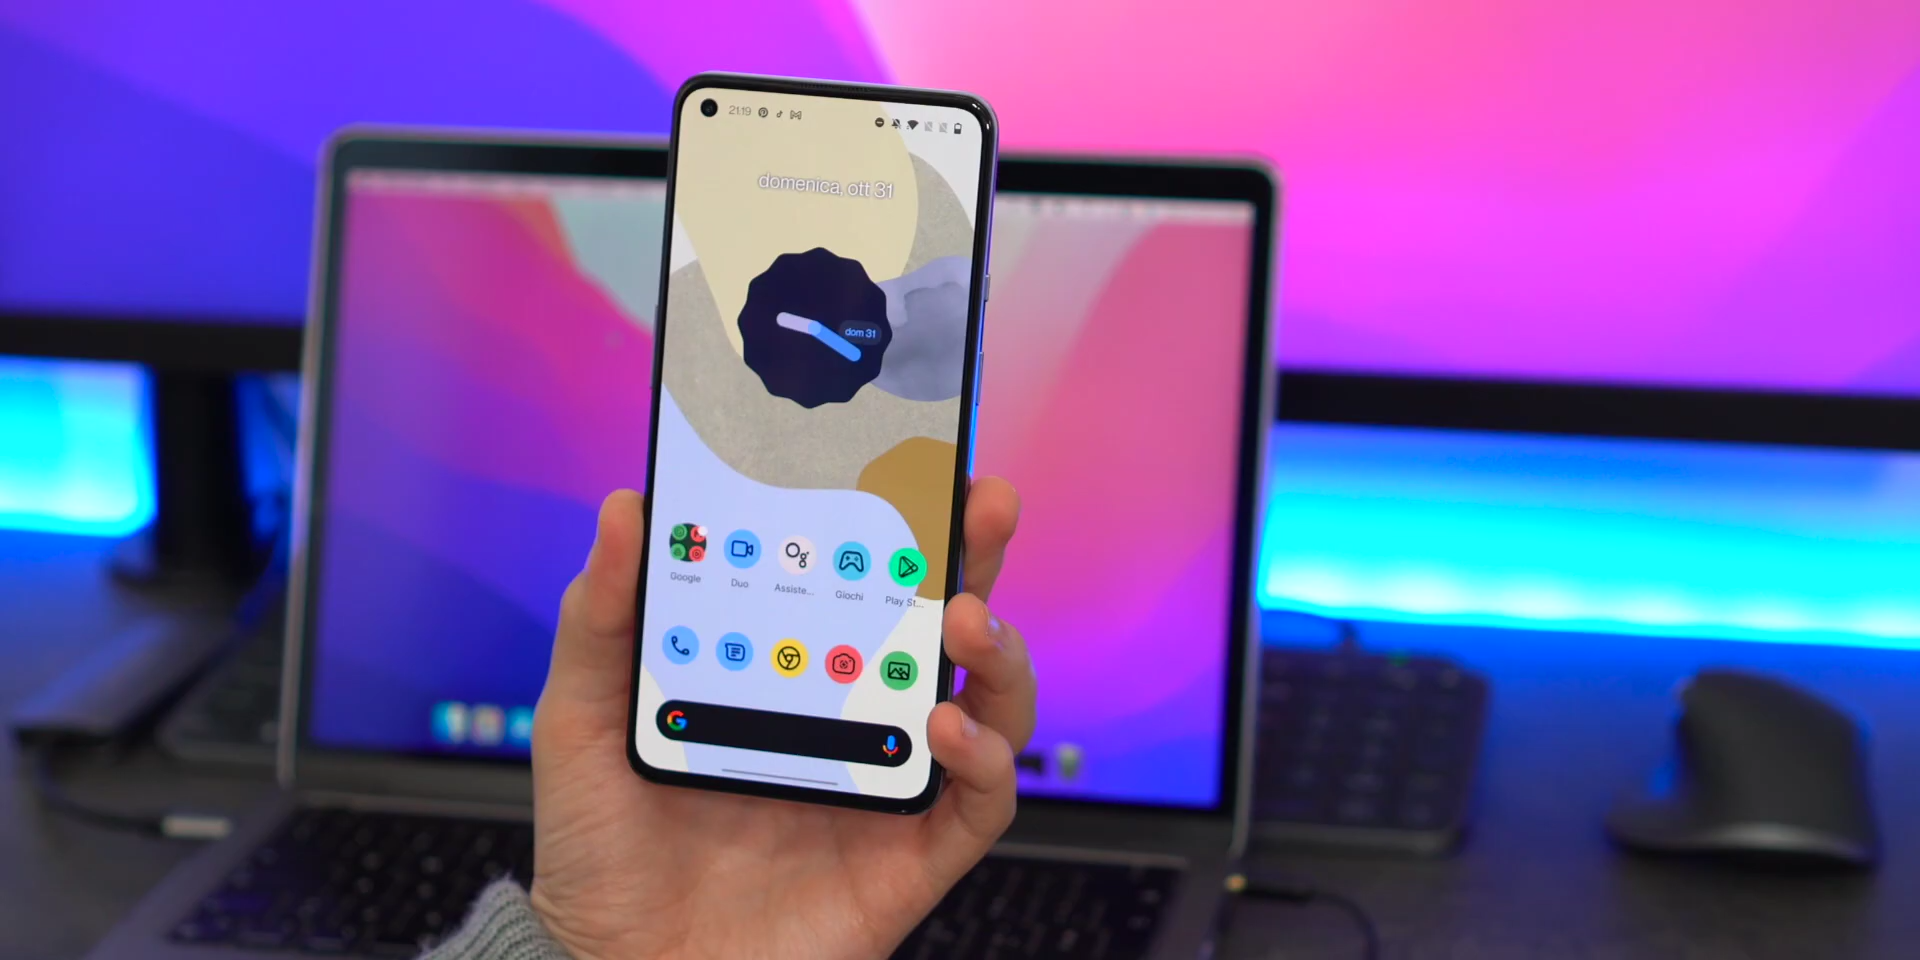 21.19
domenica, ott 31
dom 31
Google
Duo
Assiste...
Giochi
Play St...